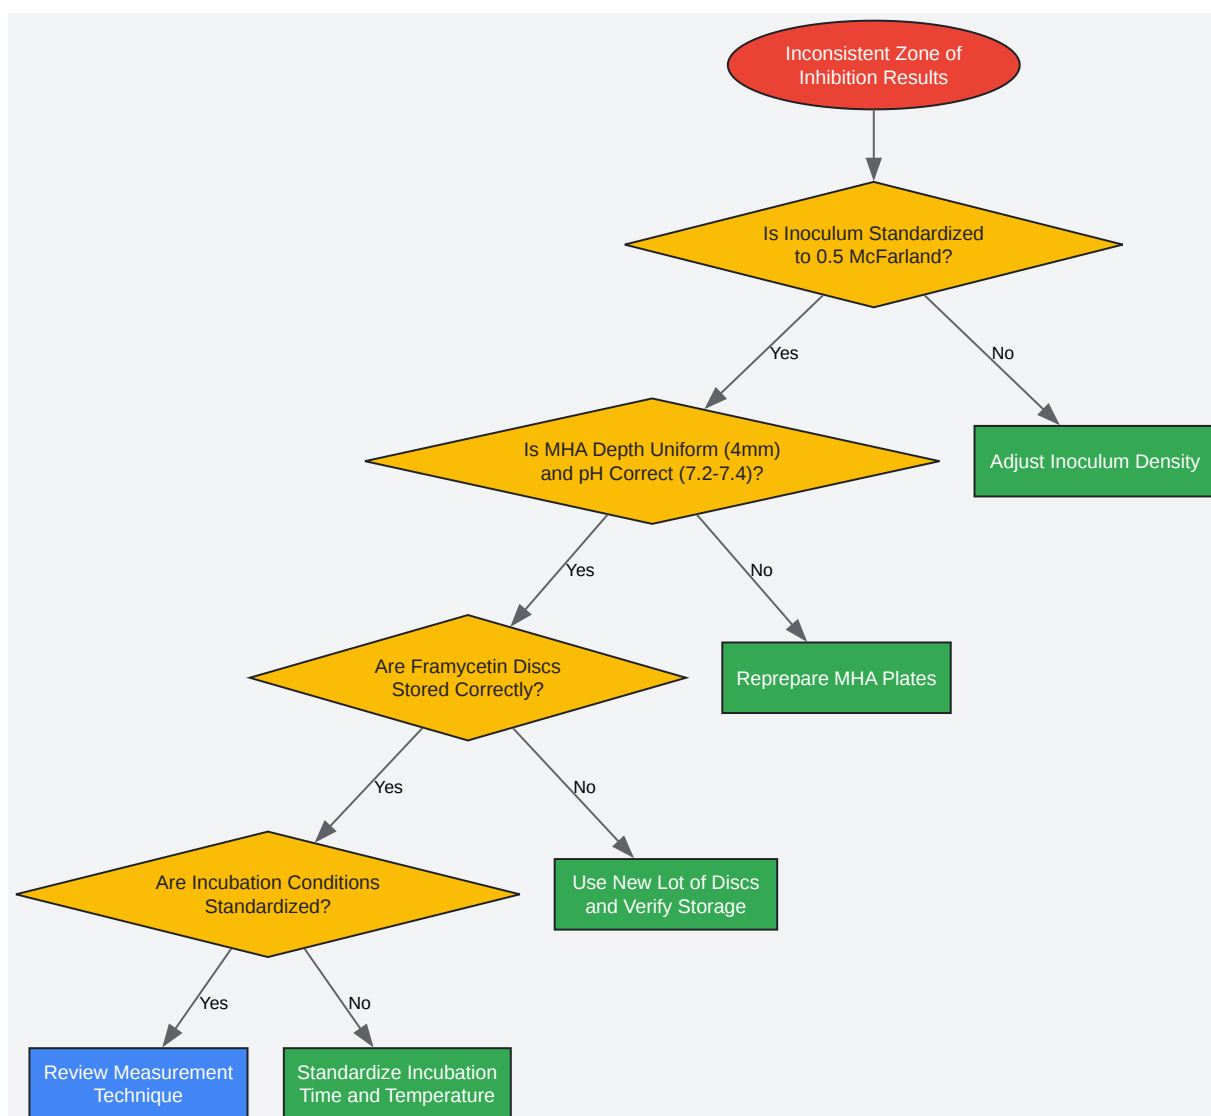 Inconsistent Zone of
Inhibition Results
Is Inoculum Standardized
to 0.5 McFarland?
Yes
No
Is MHA Depth Uniform (4mm)
and pH Correct (7.2-7.4)?
Adjust Inoculum Density
Yes
No
Are Framycetin Discs
Stored Correctly?
Reprepare MHA Plates
Yes
No
Are Incubation Conditions
Standardized?
Use New Lot of Discs
and Verify Storage
Yes
No
Review Measurement
Technique
Standardize Incubation
Time and Temperature